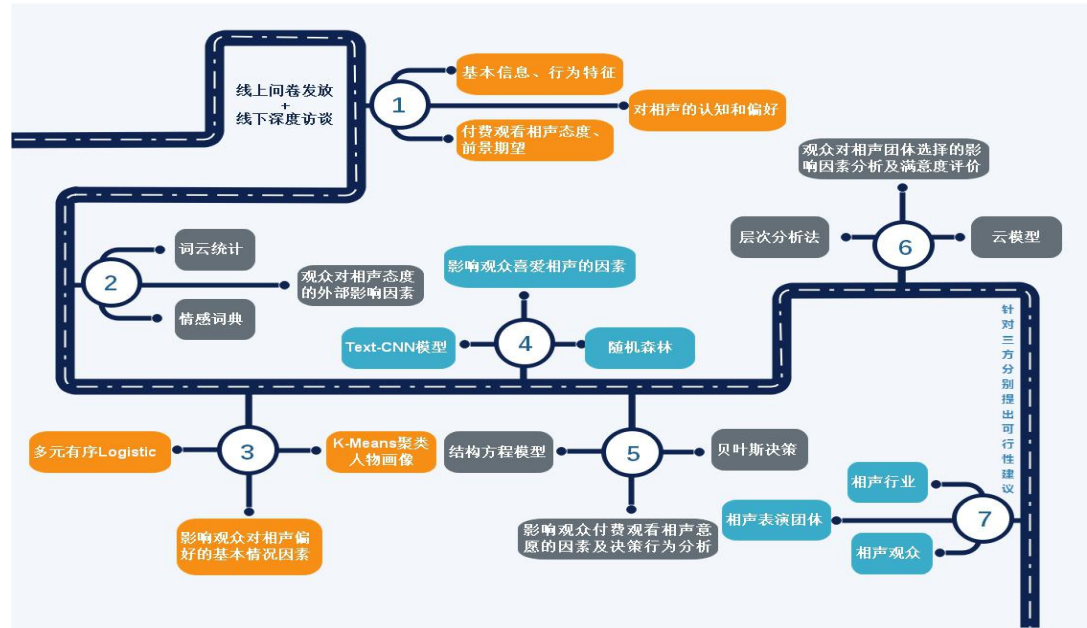 线上问卷发放
+
线下深度访谈
1
基本信息、行为特征
对相声的认知和偏好
付费观看相声态度、
前景期望
2
词云统计
观众对相声态度
的外部影响因素
情感词典
3
多元有序Logistic
K-Means聚类
人物画像
影响观众对相声偏
好的基本情况因素
4
影响观众喜爱相声的因素
Text-CNN模型
随机森林
5
结构方程模型
贝叶斯决策
影响观众付费观看相声意
愿的因素及决策行为分析
6
观众对相声团体选择的影
响因素分析及满意度评价
层次分析法
云模型
针对三方分别提出可行性建议
7
相声行业
相声表演团体
相声观众